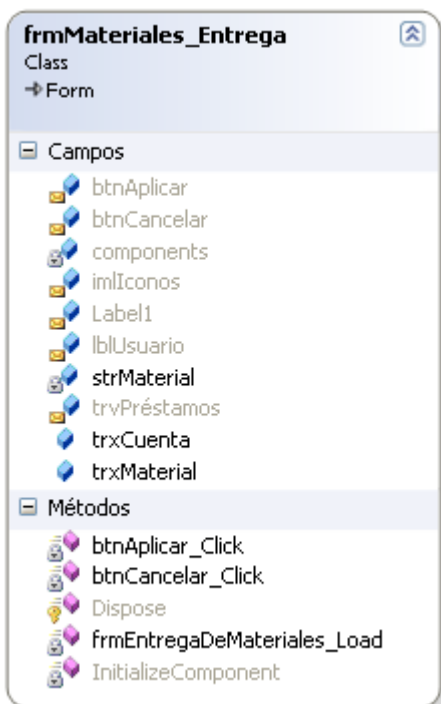 frmMateriales_Entrega
Class
Form
Campos
btnAplicar
btnCancelar
components
imlIconos
Label1
lblUsuario
strMaterial
trvPréstamos
trxCuenta
trxMaterial
Métodos
btnAplicar_Click
btnCancelar_Click
Dispose
frmEntregaDeMateriales_Load
InitializeComponent